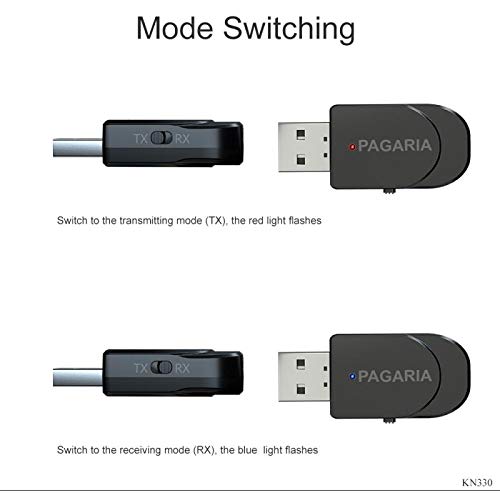 Mode Switching
TX RX
PAGARIA
Switch to the transmitting mode (TX), the red light flashes
TX RX
PAGARIA
Switch to the receiving mode (RX), the blue light flashes
KN330